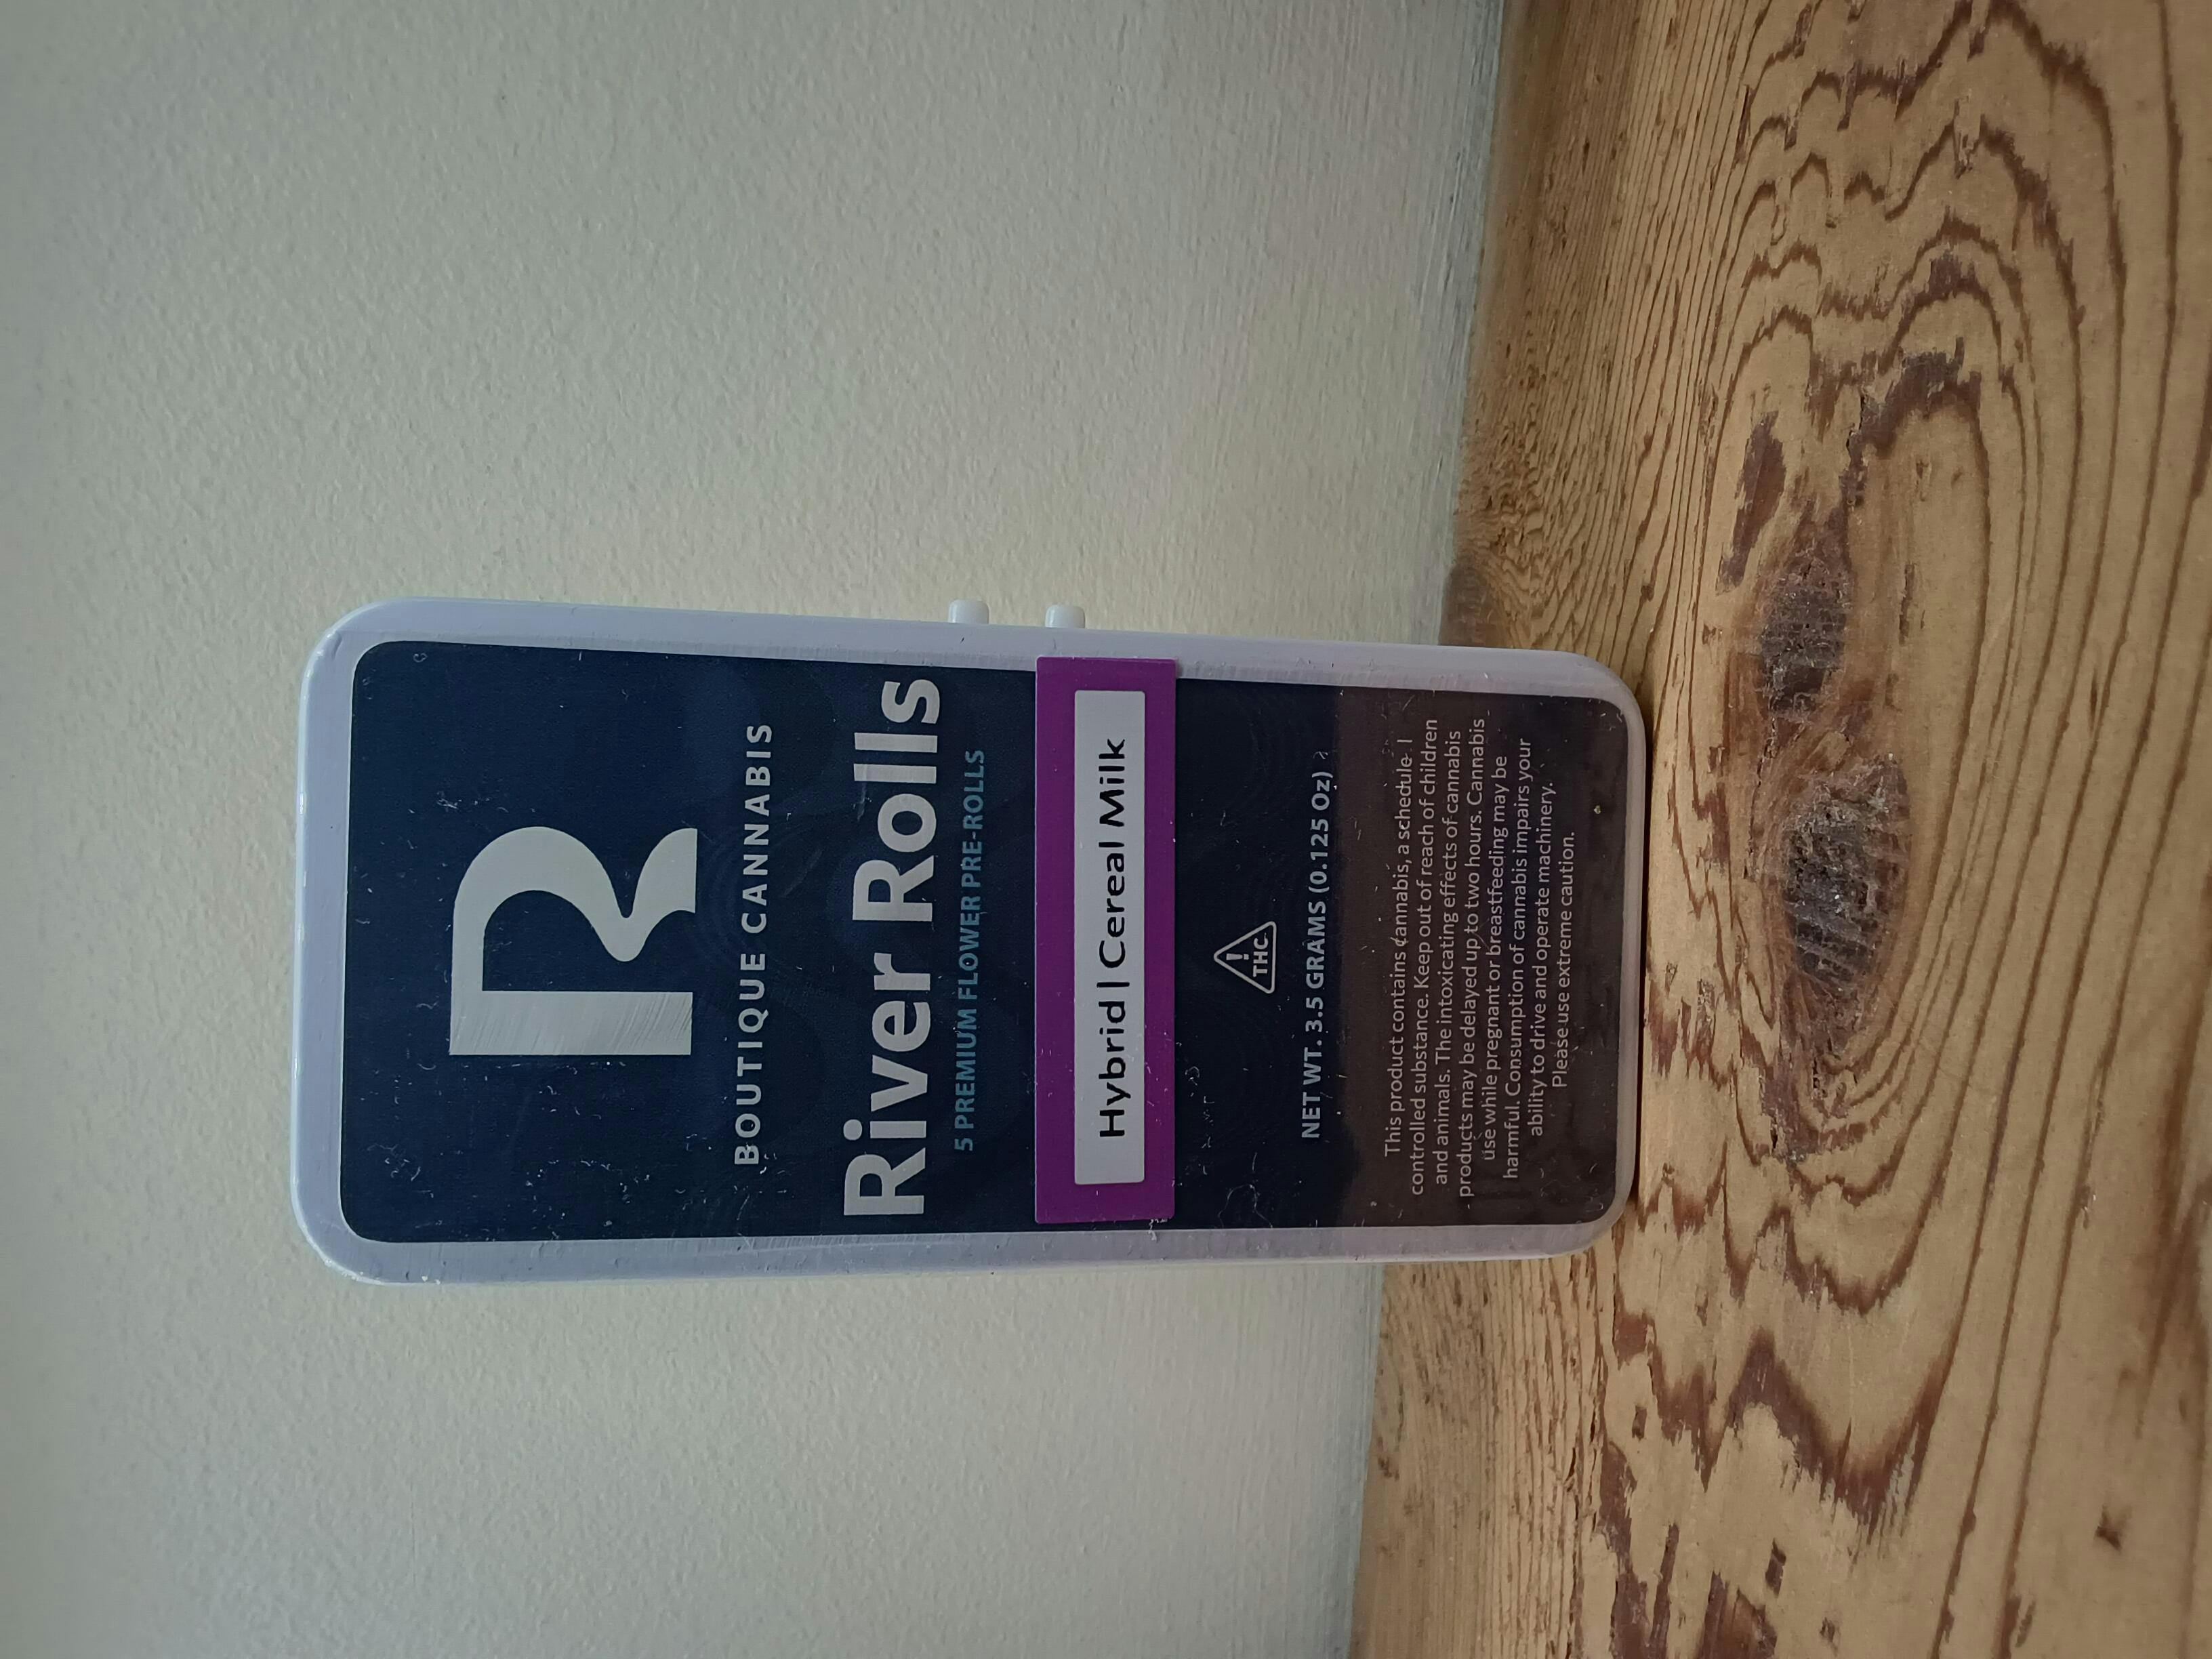 R
BOUTIQUE CANNABIS
River Rolls
5 PREMIUM FLOWER PRE-ROLLS
Hybrid | Cereal Milk
! THC
NET WT. 3.5 GRAMS (0.125 Oz)
This product contains cannabis, a schedule I
controlled substance. Keep out of reach of children
and animals. The intoxicating effects of cannabis
products may be delayed up to two hours. Cannabis
use while pregnant or breastfeeding may be
harmful. Consumption of cannabis impairs your
ability to drive and operate machinery.
Please use extreme caution.